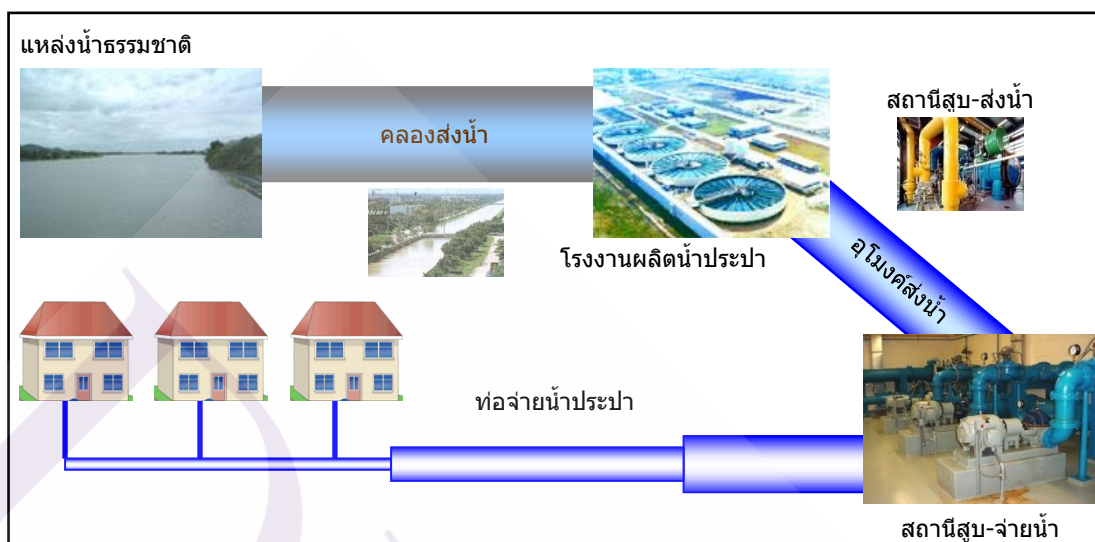 แหล่งน้ำธรรมชาติ
คลองส่งน้ำ
สถานีสูบ-ส่งน้ำ
โรงงานผลิตน้ำประปา
อุโมงค์ส่งน้ำ
ท่อจ่ายน้ำประปา
สถานีสูบ-จ่ายน้ำ